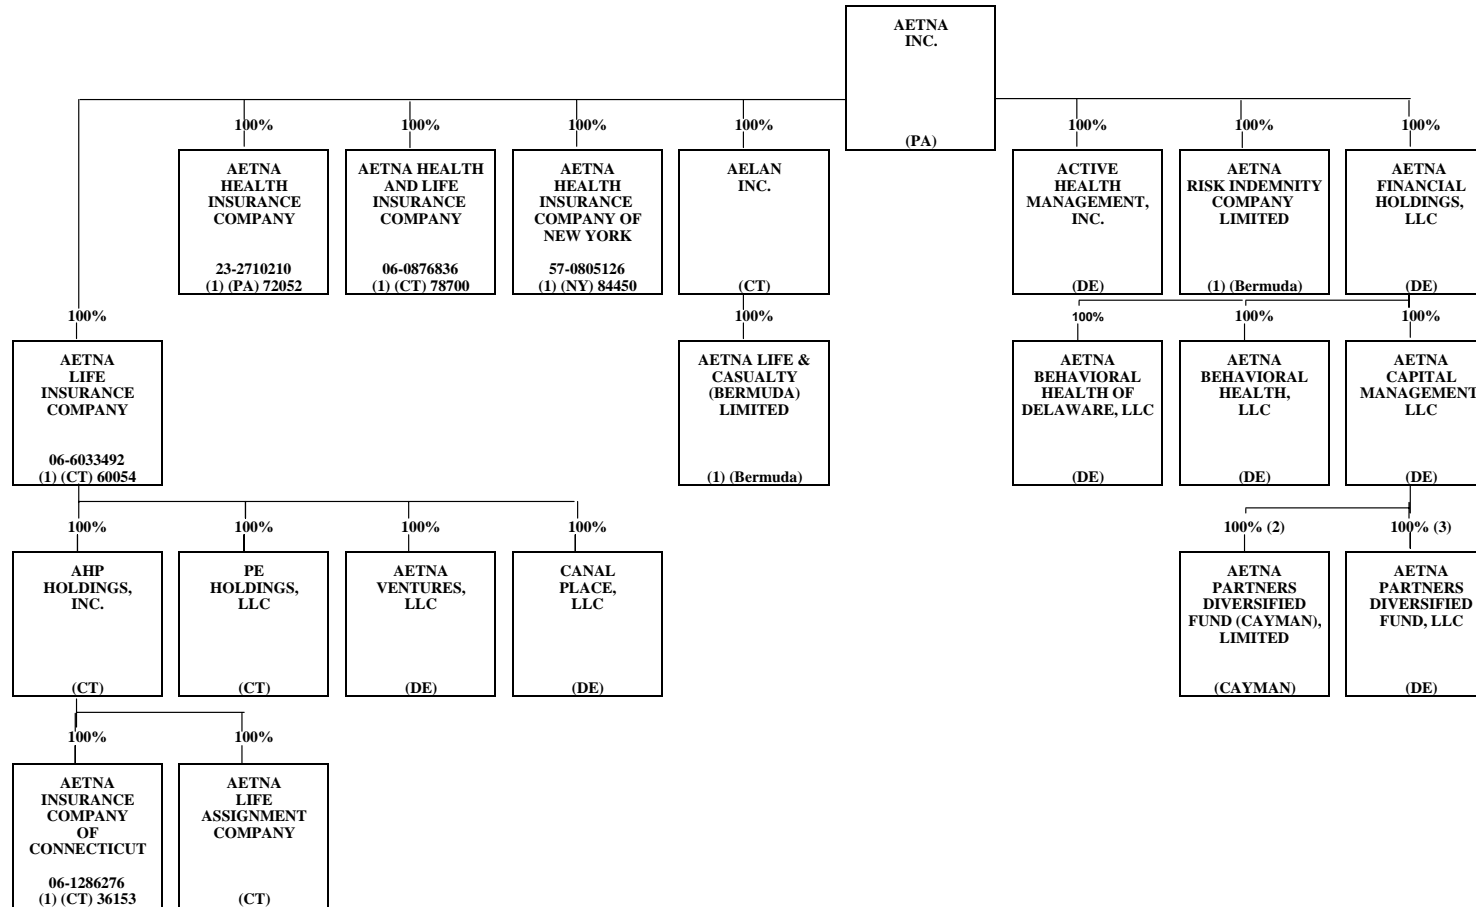 AETNA
INC.
(PA)
100%
100%
100%
100%
100%
100%
100%
AETNA
HEALTH
INSURANCE
COMPANY
23-2710210
(1) (PA) 72052
AETNA HEALTH
AND LIFE
INSURANCE
COMPANY
06-0876836
(1) (CT) 78700
AETNA
HEALTH
INSURANCE
COMPANY OF
NEW YORK
57-0805126
(1) (NY) 84450
AELAN
INC.
(CT)
ACTIVE
HEALTH
MANAGEMENT,
INC.
(DE)
AETNA
RISK INDEMNITY
COMPANY
LIMITED
(1) (Bermuda)
AETNA
FINANCIAL
HOLDINGS,
LLC
(DE)
100%
100%
100%
100%
100%
AETNA
LIFE
INSURANCE
COMPANY
06-6033492
(1) (CT) 60054
AETNA LIFE &
CASUALTY
(BERMUDA)
LIMITED
(1) (Bermuda)
AETNA
BEHAVIORAL
HEALTH OF
DELAWARE, LLC
(DE)
AETNA
BEHAVIORAL
HEALTH,
LLC
(DE)
AETNA
CAPITAL
MANAGEMENT
LLC
(DE)
100%
100%
100%
100%
100% (2)
100% (3)
AHP
HOLDINGS,
INC.
(CT)
PE
HOLDINGS,
LLC
(CT)
AETNA
VENTURES,
LLC
(DE)
CANAL
PLACE,
LLC
(DE)
AETNA
PARTNERS
DIVERSIFIED
FUND (CAYMAN),
LIMITED
(CAYMAN)
AETNA
PARTNERS
DIVERSIFIED
FUND, LLC
(DE)
100%
100%
AETNA
INSURANCE
COMPANY
OF
CONNECTICUT
06-1286276
(1) (CT) 36153
AETNA
LIFE
ASSIGNMENT
COMPANY
(CT)